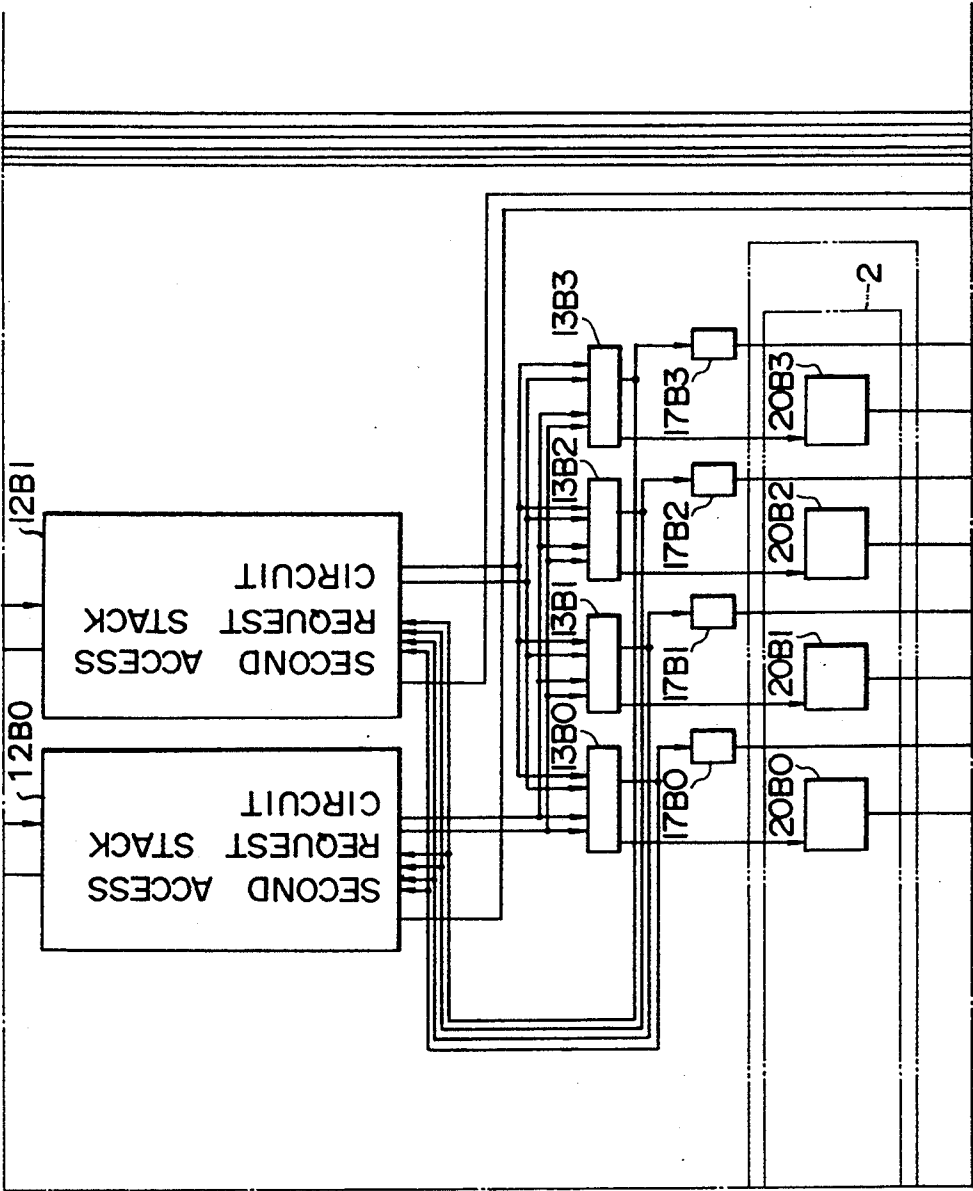 12B1
SECOND ACCESS
REQUEST STACK
CIRCUIT
12B0
SECOND ACCESS
REQUEST STACK
CIRCUIT
13B3
13B2
13B1
13B0
17B3
17B2
17B1
17B0
2
20B3
20B2
20B1
20B0